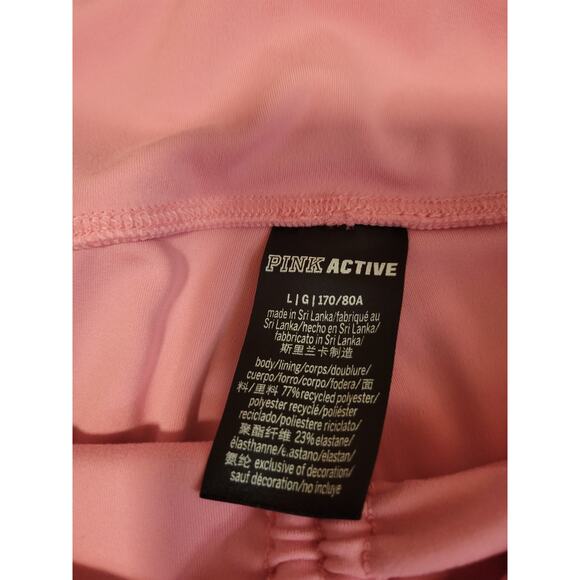 PINK ACTIVE
L | G | 170/80A
made in Sri Lanka/fabriqué au
Sri Lanka/hecho en Sri Lanka/
fabbricato in Sri Lanka/
斯里兰卡制造
body/lining/corps/doublure/
cuerpo/forro/corpo/fodera/面
料/里料 77% recycled polyester/
polyester recyclé/poliéster
reciclado/poliestere riciclato/
聚酯纤维 23% elastane/
élasthanne/elastano/elastan/
氨纶 exclusive of decoration/
sauf décoration/no incluye